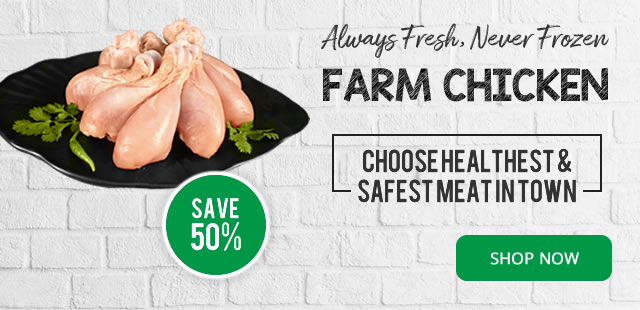 Always Fresh, Never Frozen
FARM CHICKEN
CHOOSE HEALTHEST &
SAFEST MEAT IN TOWN
SAVE
50%
SHOP NOW